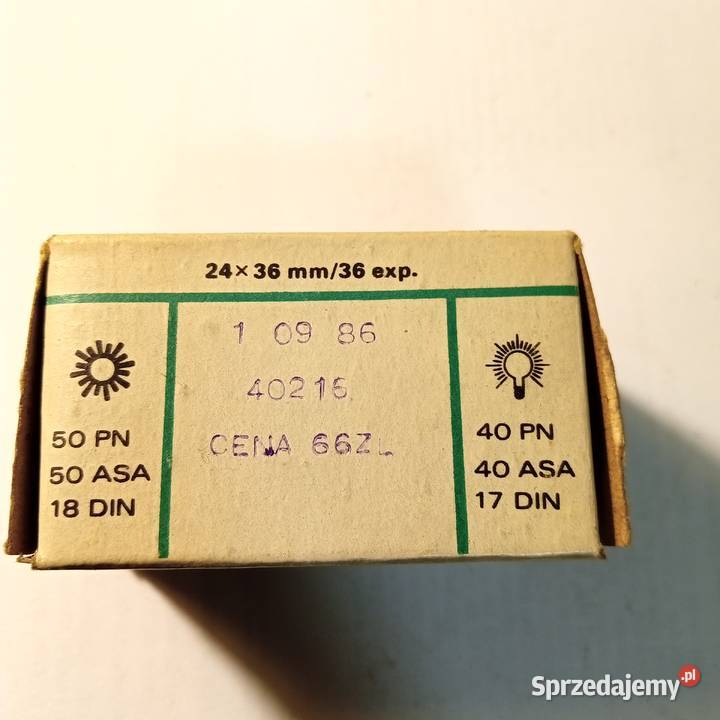 24×36 mm/36 exp.
1 09 86
40216
CENA 66ZL
50 PN
50 ASA
18 DIN
40 PN
40 ASA
17 DIN
Sprzedajemy.pl